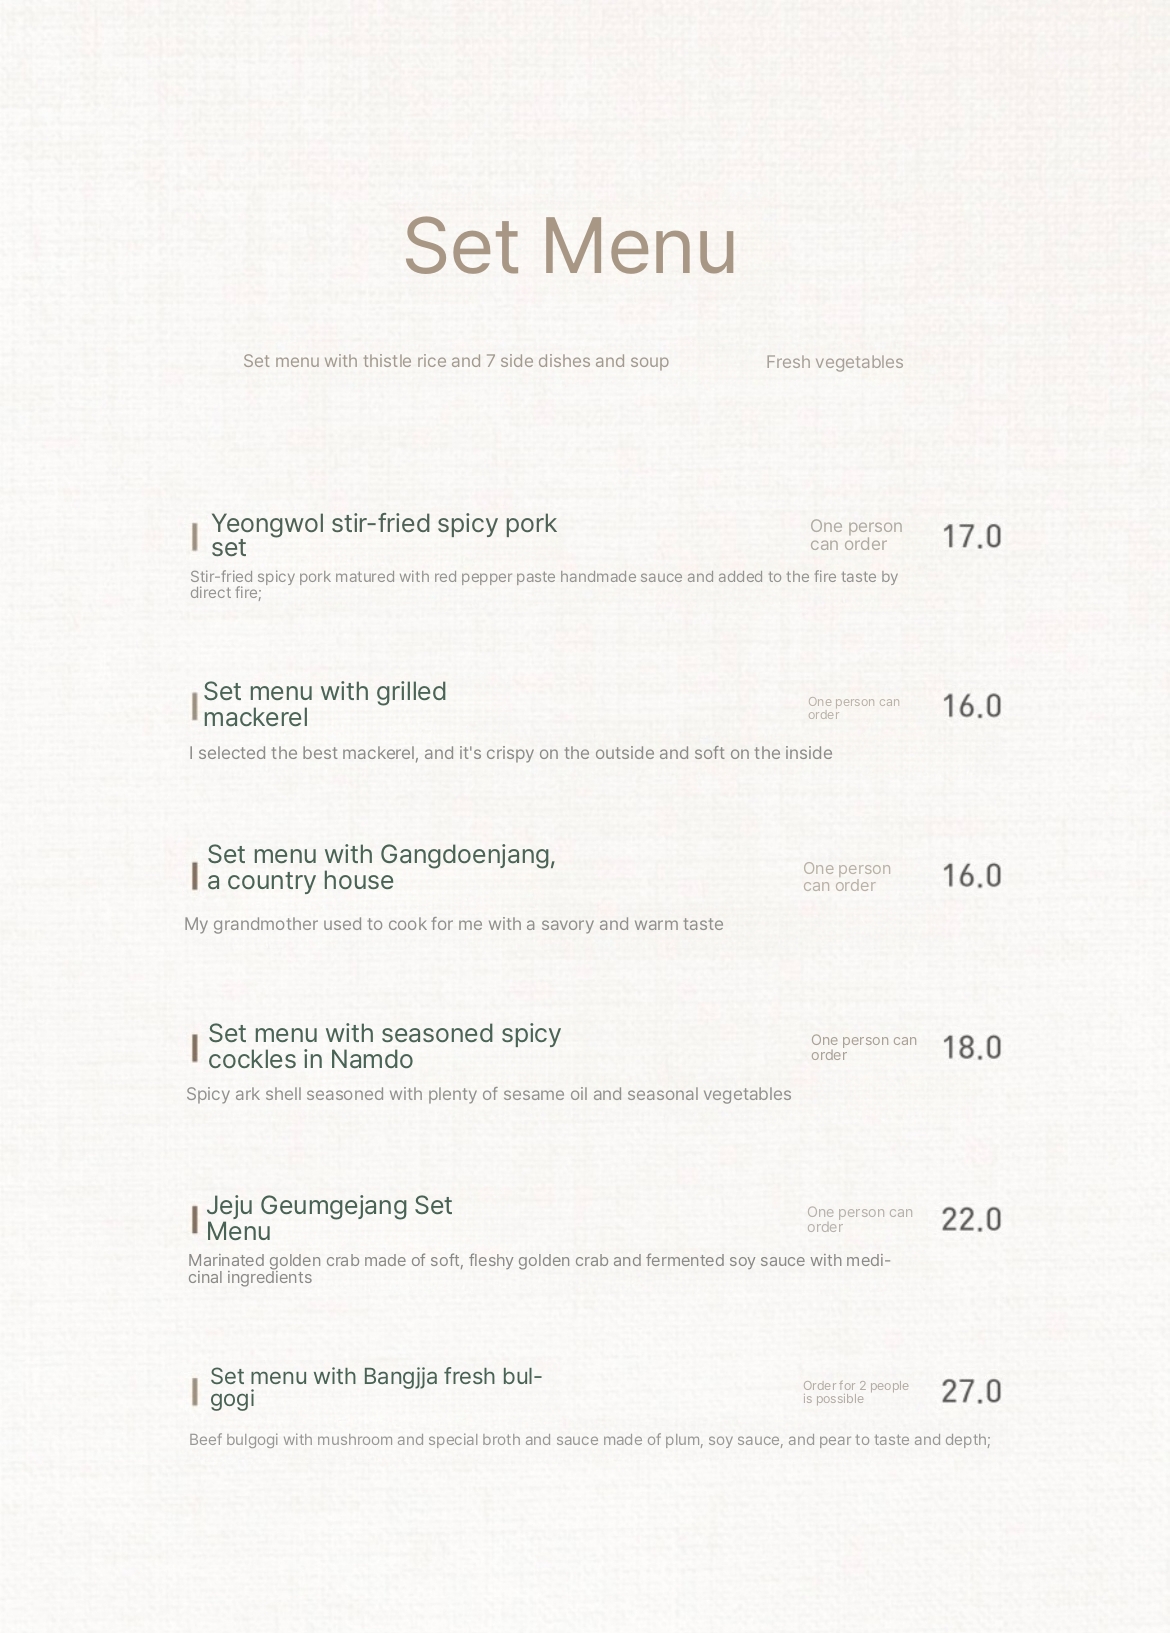 Set Menu
Set menu with thistle rice and 7 side dishes and soup
Fresh vegetables
Yeongwol stir-fried spicy pork
set
One person
can order
17.0
Stir-fried spicy pork matured with red pepper paste handmade sauce and added to the fire taste by
direct fire;
Set menu with grilled
mackerel
One person can
order
16.0
I selected the best mackerel, and it's crispy on the outside and soft on the inside
Set menu with Gangdoenjang,
a country house
One person
can order
16.0
My grandmother used to cook for me with a savory and warm taste
Set menu with seasoned spicy
cockles in Namdo
One person can
order
18.0
Spicy ark shell seasoned with plenty of sesame oil and seasonal vegetables
Jeju Geumgejang Set
Menu
One person can
order
22.0
Marinated golden crab made of soft, fleshy golden crab and fermented soy sauce with medi-
cinal ingredients
Set menu with Bangjja fresh bul-
gogi
Order for 2 people
is possible
27.0
Beef bulgogi with mushroom and special broth and sauce made of plum, soy sauce, and pear to taste and depth;